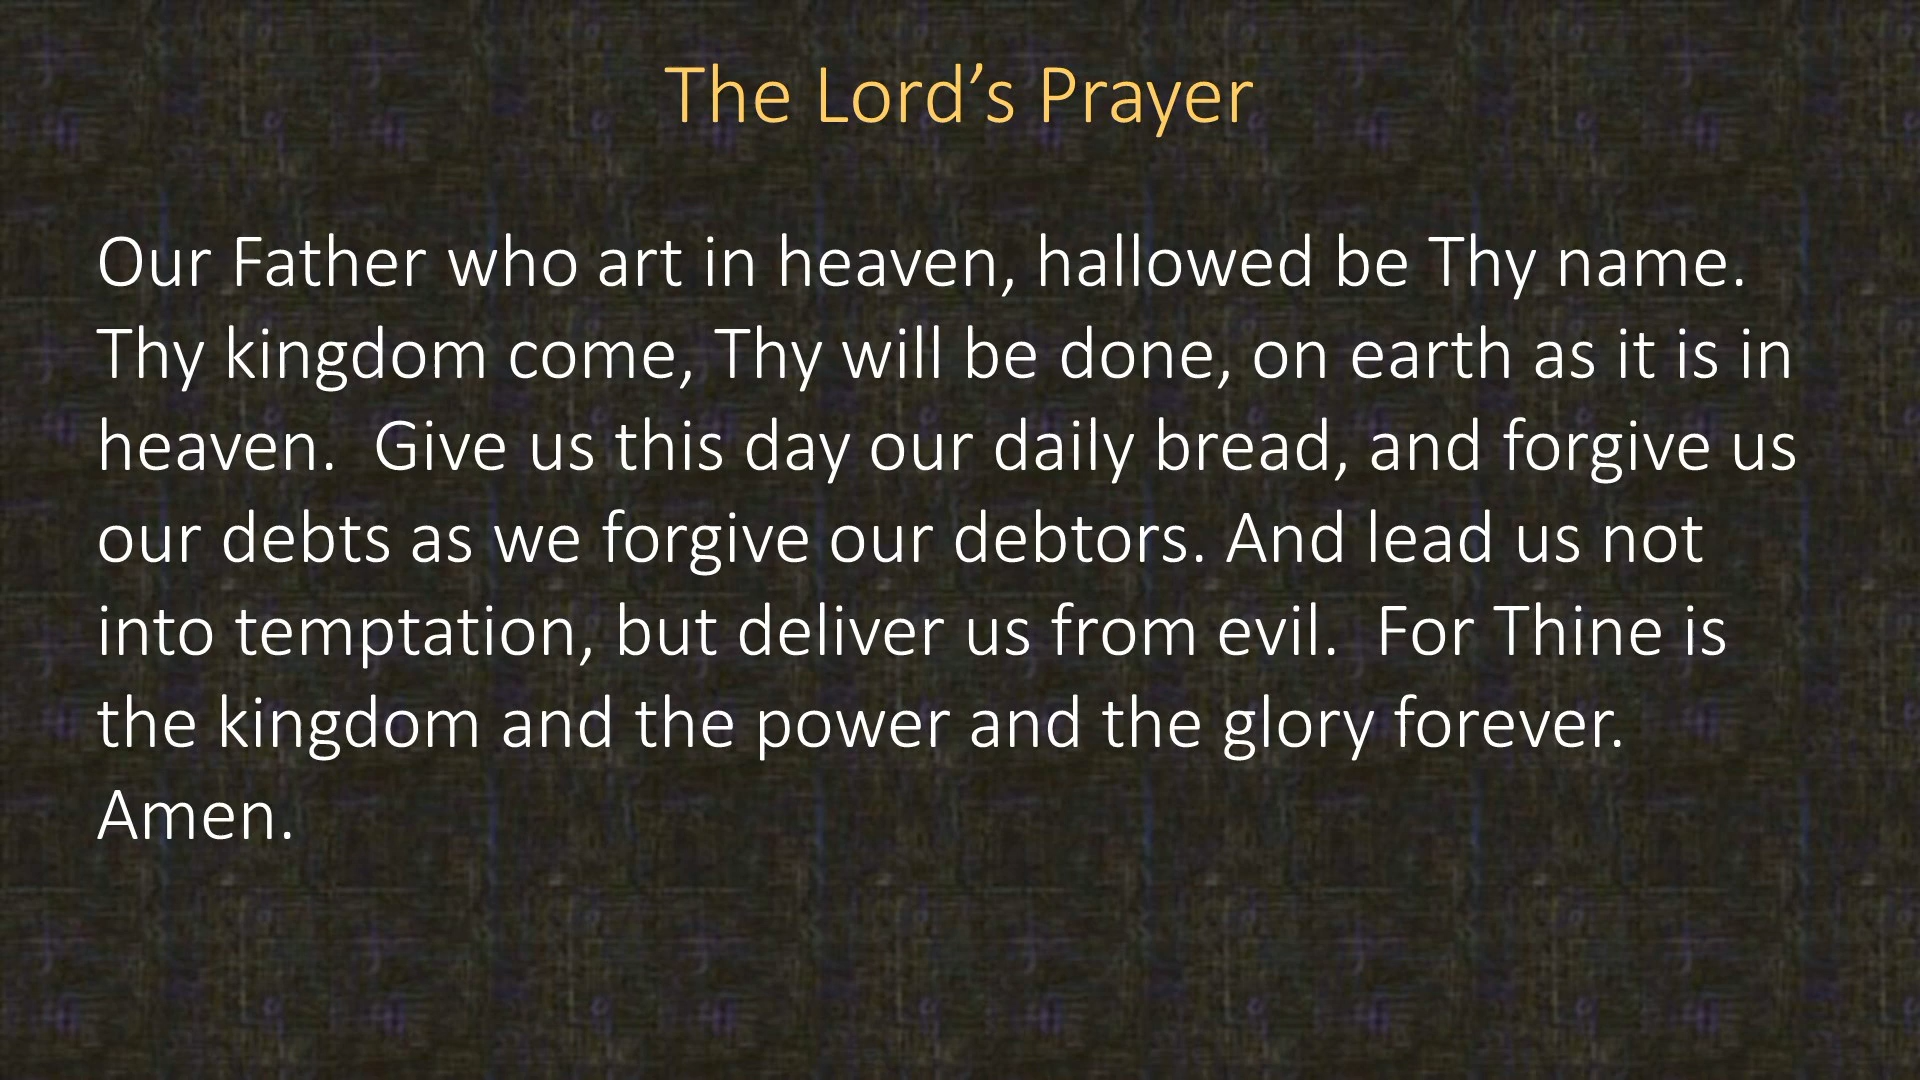 The Lord’s Prayer
Our Father who art in heaven, hallowed be Thy name.
Thy kingdom come, Thy will be done, on earth as it is in
heaven.  Give us this day our daily bread, and forgive us
our debts as we forgive our debtors. And lead us not
into temptation, but deliver us from evil.  For Thine is
the kingdom and the power and the glory forever.
Amen.